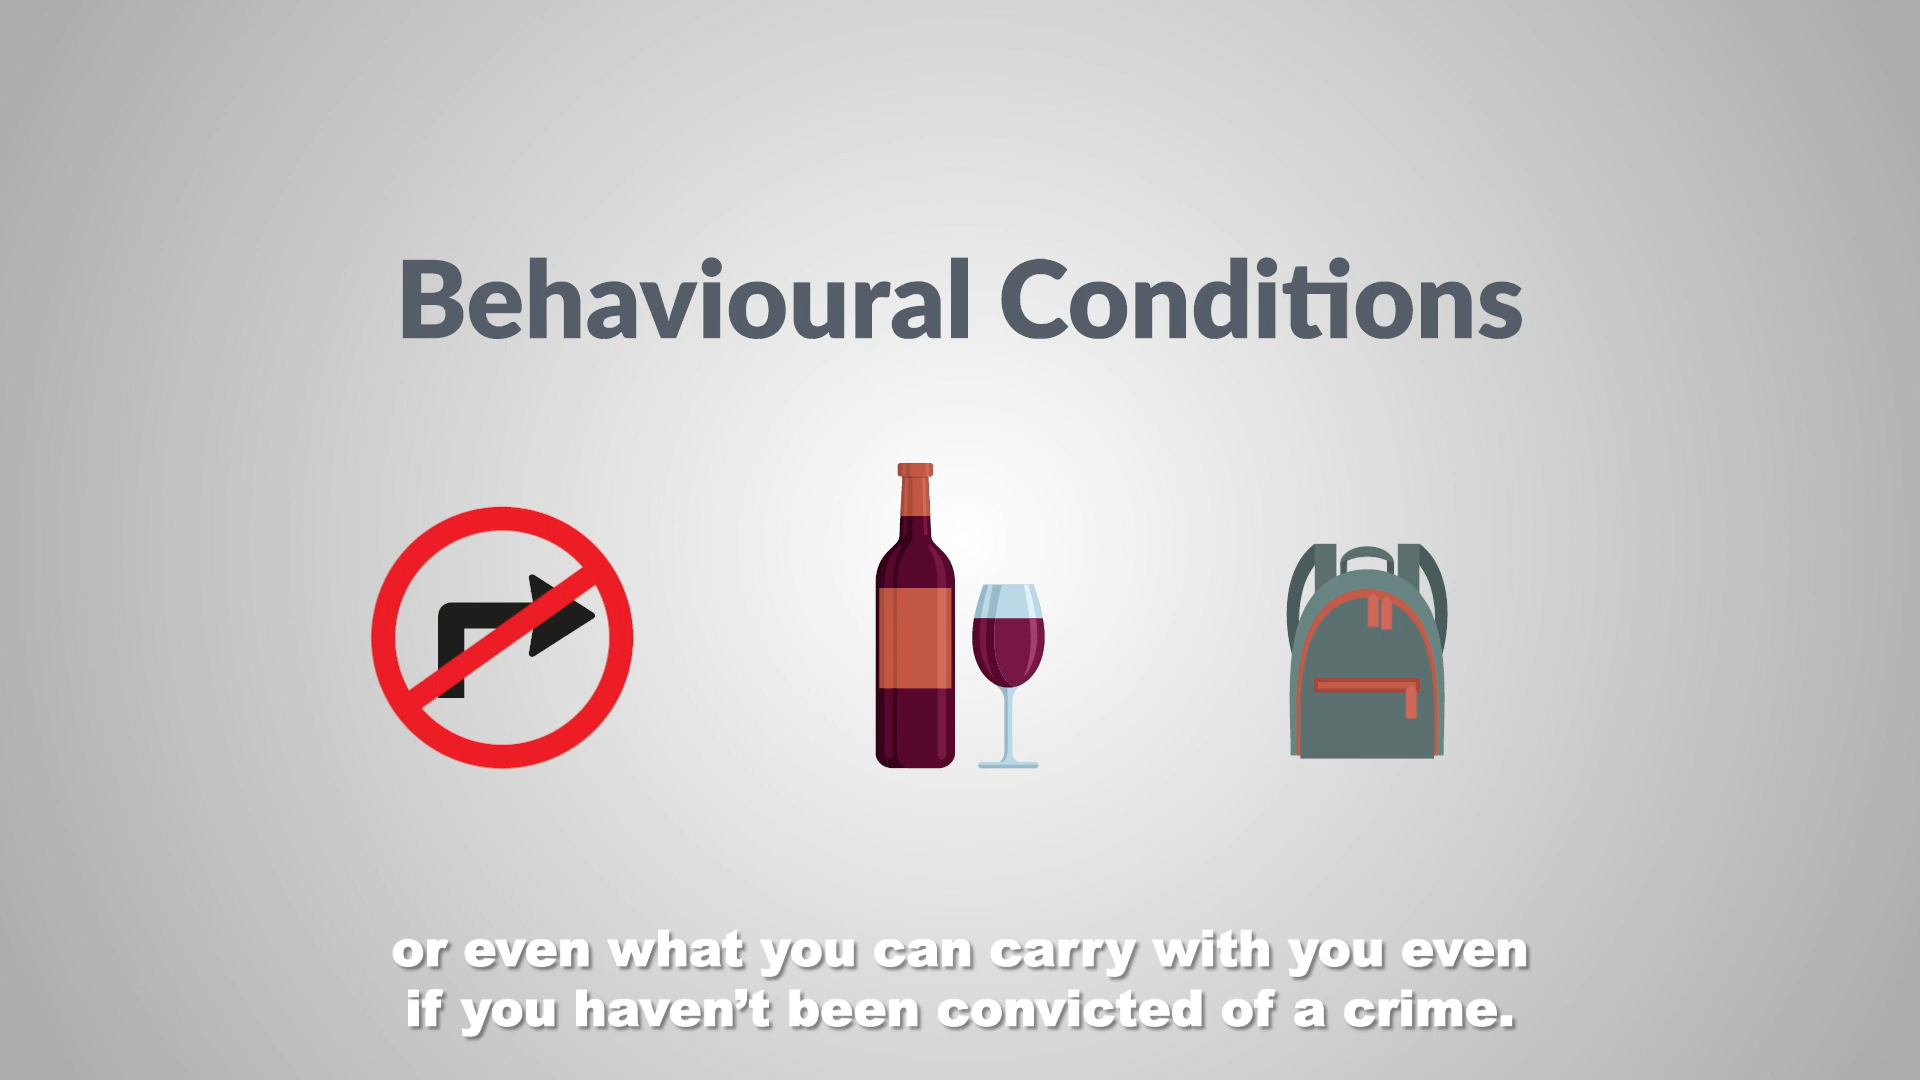 Behavioural Conditions
or even what you can carry with you even
if you haven’t been convicted of a crime.